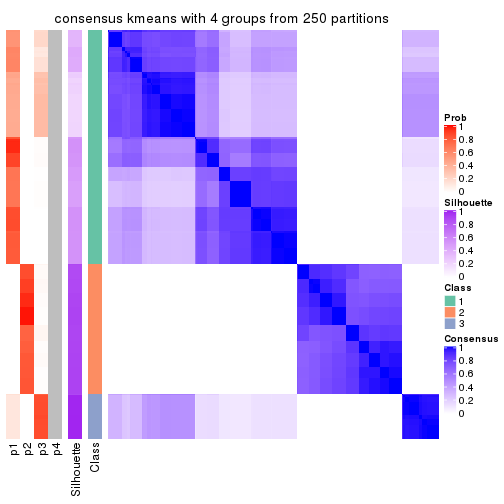 consensus kmeans with 4 groups from 250 partitions
Prob
1
0.8
0.6
0.4
0.2
0
Silhouette
1
0.8
0.6
0.4
0.2
0
Class
1
2
3
Consensus
1
0.8
0.6
0.4
0.2
0
p1
p2
p3
p4
Silhouette
Class